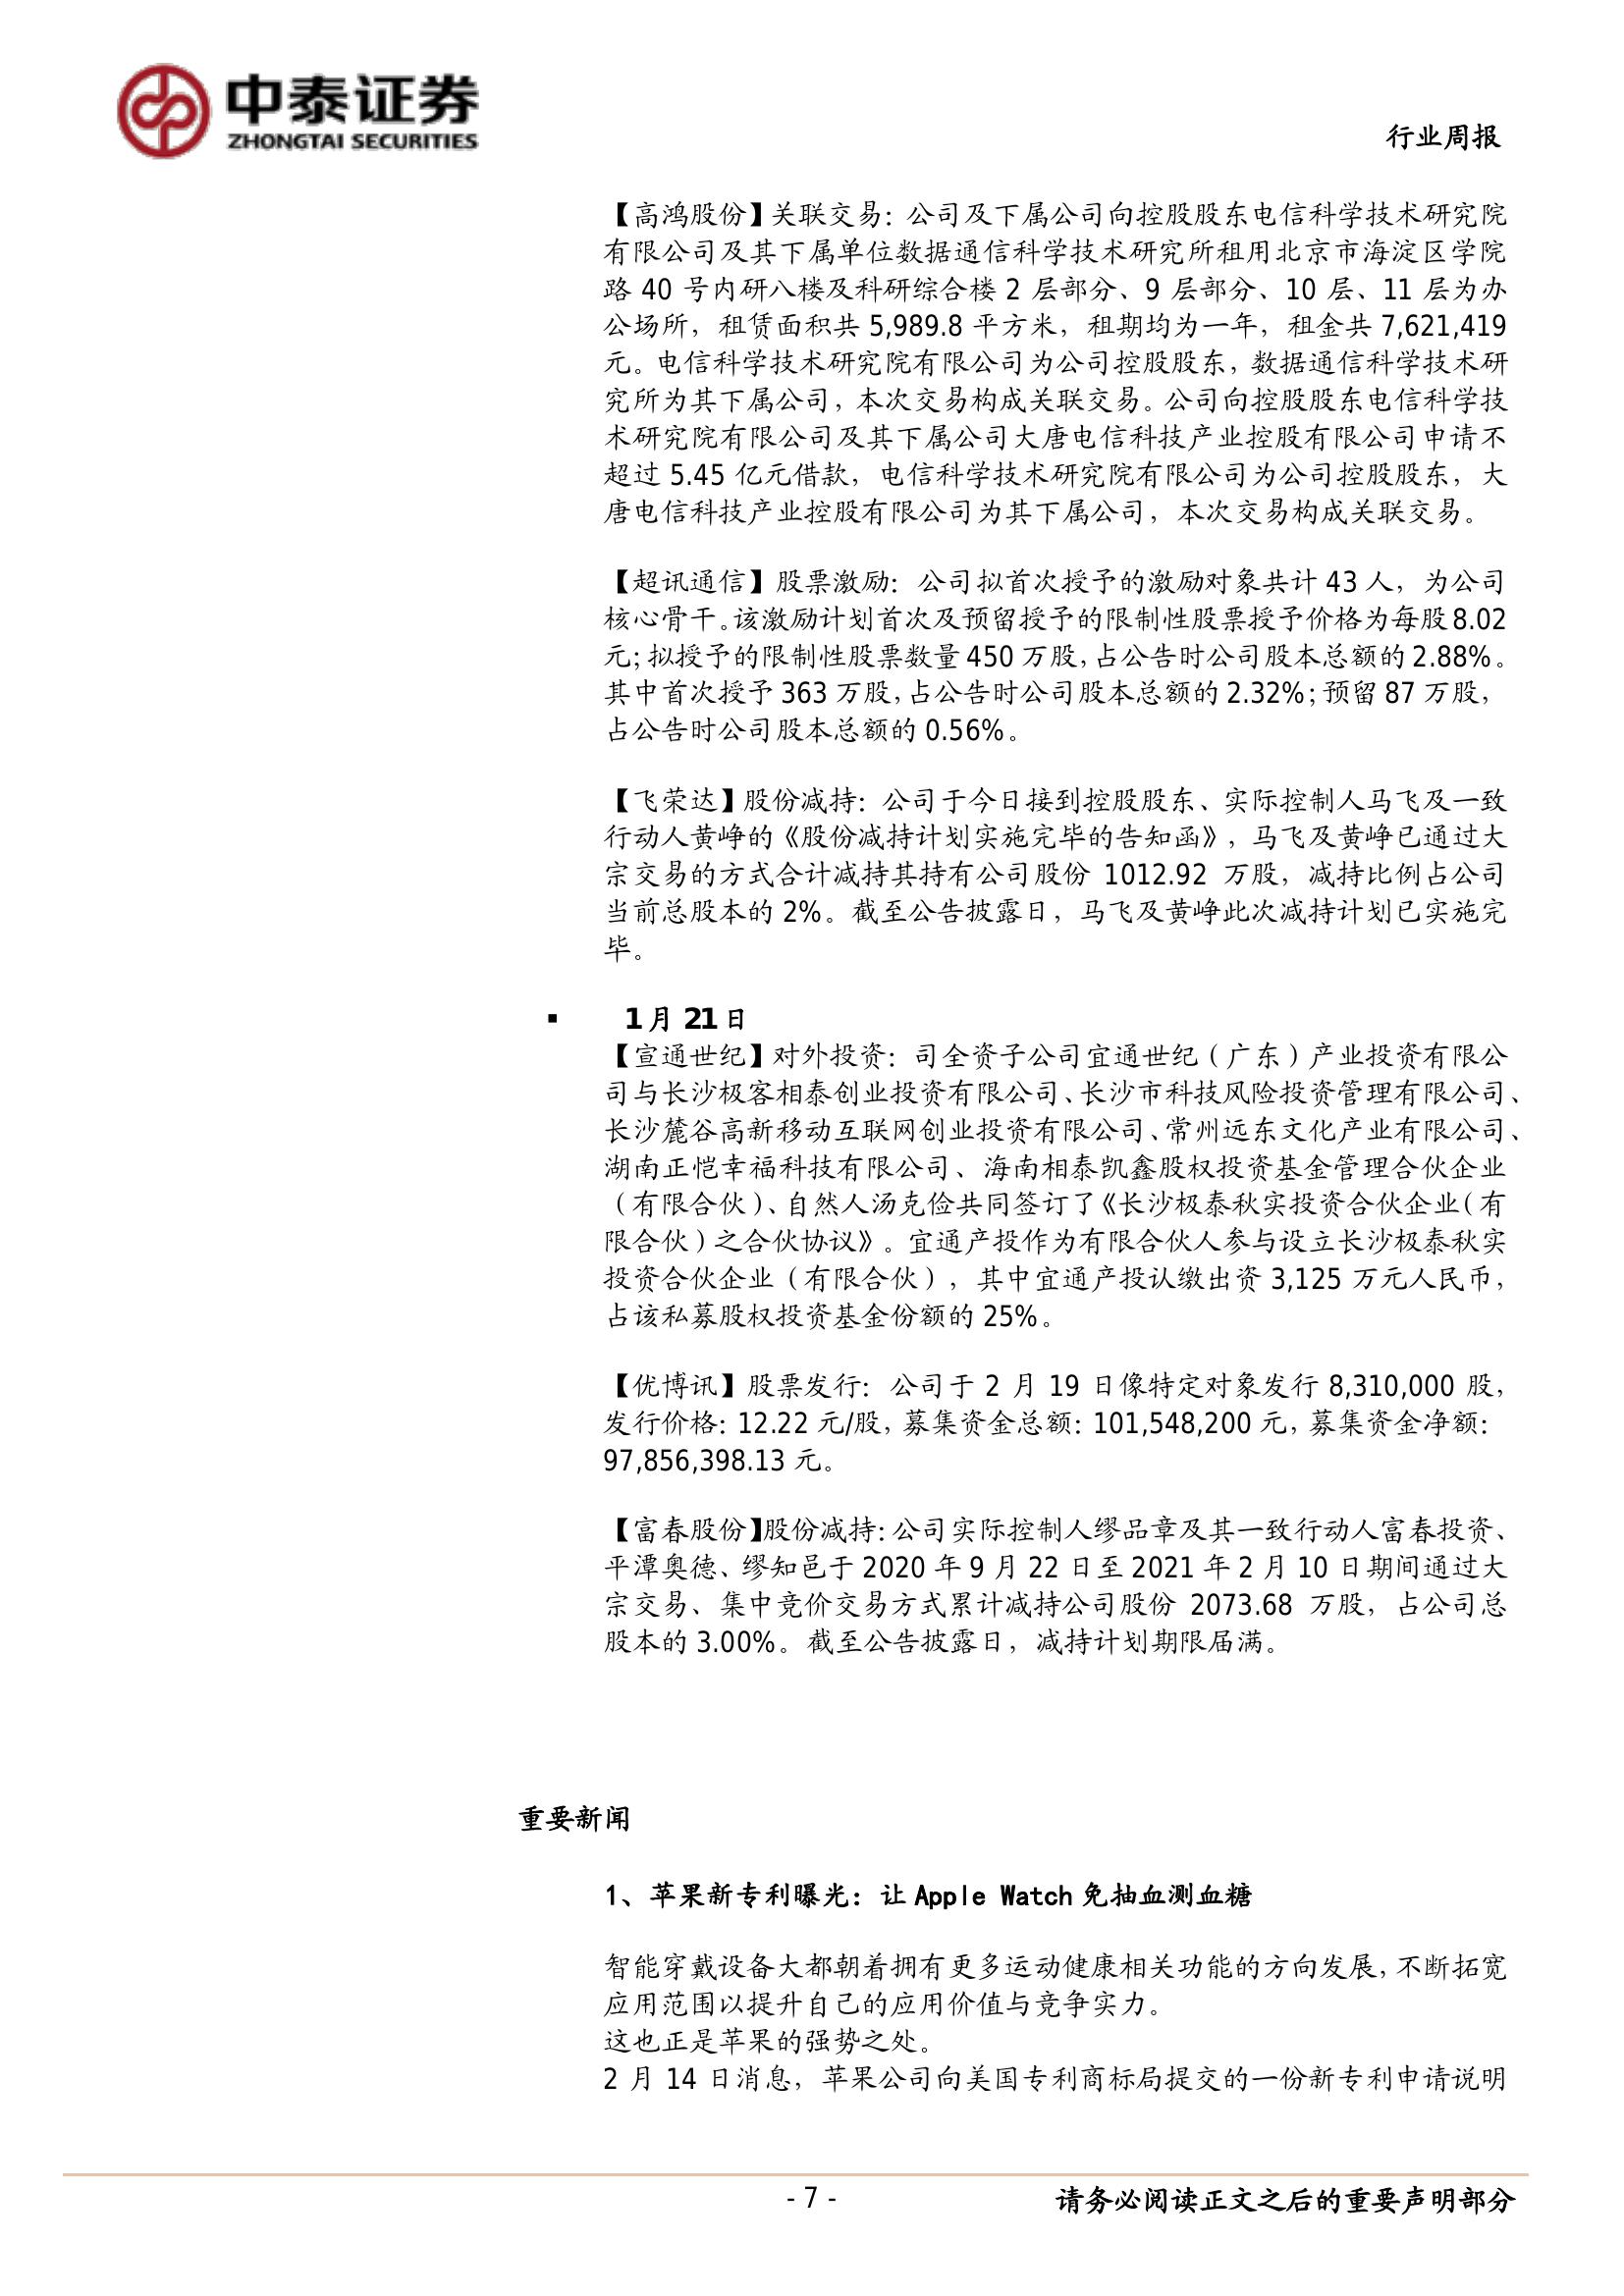 中泰证券
ZHONGTAI SECURITIES
行业周报
【高鸿股份】关联交易：公司及下属公司向控股股东电信科学技术研究院
有限公司及其下属单位数据通信科学技术研究所租用北京市海淀区学院
路 40 号内研八楼及科研综合楼 2 层部分、9 层部分、10 层、11 层为办
公场所，租赁面积共 5,989.8 平方米，租期均为一年，租金共 7,621,419
元。电信科学技术研究院有限公司为公司控股股东，数据通信科学技术研
究所为其下属公司，本次交易构成关联交易。公司向控股股东电信科学技
术研究院有限公司及其下属公司大唐电信科技产业控股有限公司申请不
超过 5.45 亿元借款，电信科学技术研究院有限公司为公司控股股东，大
唐电信科技产业控股有限公司为其下属公司，本次交易构成关联交易。
【超讯通信】股票激励：公司拟首次授予的激励对象共计 43 人，为公司
核心骨干。该激励计划首次及预留授予的限制性股票授予价格为每股 8.02
元；拟授予的限制性股票数量 450 万股，占公告时公司股本总额的 2.88%。
其中首次授予 363 万股，占公告时公司股本总额的 2.32%；预留 87 万股，
占公告时公司股本总额的 0.56%。
【飞荣达】股份减持：公司于今日接到控股股东、实际控制人马飞及一致
行动人黄峥的《股份减持计划实施完毕的告知函》，马飞及黄峥已通过大
宗交易的方式合计减持其持有公司股份 1012.92 万股，减持比例占公司
当前总股本的 2%。截至公告披露日，马飞及黄峥此次减持计划已实施完
毕。
▪ 1 月 21 日
【宣通世纪】对外投资：司全资子公司宜通世纪（广东）产业投资有限公
司与长沙极客相泰创业投资有限公司、长沙市科技风险投资管理有限公司、
长沙麓谷高新移动互联网创业投资有限公司、常州远东文化产业有限公司、
湖南正恺幸福科技有限公司、海南相泰凯鑫股权投资基金管理合伙企业
（有限合伙）、自然人汤克俭共同签订了《长沙极泰秋实投资合伙企业（有
限合伙）之合伙协议》。宜通产投作为有限合伙人参与设立长沙极泰秋实
投资合伙企业（有限合伙），其中宜通产投认缴出资 3,125 万元人民币，
占该私募股权投资基金份额的 25%。
【优博讯】股票发行：公司于 2 月 19 日像特定对象发行 8,310,000 股，
发行价格：12.22 元/股，募集资金总额：101,548,200 元，募集资金净额：
97,856,398.13 元。
【富春股份】股份减持：公司实际控制人缪品章及其一致行动人富春投资、
平潭奥德、缪知邑于 2020 年 9 月 22 日至 2021 年 2 月 10 日期间通过大
宗交易、集中竞价交易方式累计减持公司股份 2073.68 万股，占公司总
股本的 3.00%。截至公告披露日，减持计划期限届满。
重要新闻
1、苹果新专利曝光：让 Apple Watch 免抽血测血糖
智能穿戴设备大都朝着拥有更多运动健康相关功能的方向发展，不断拓宽
应用范围以提升自己的应用价值与竞争实力。
这也正是苹果的强势之处。
2 月 14 日消息，苹果公司向美国专利商标局提交的一份新专利申请说明
- 7 -
请务必阅读正文之后的重要声明部分